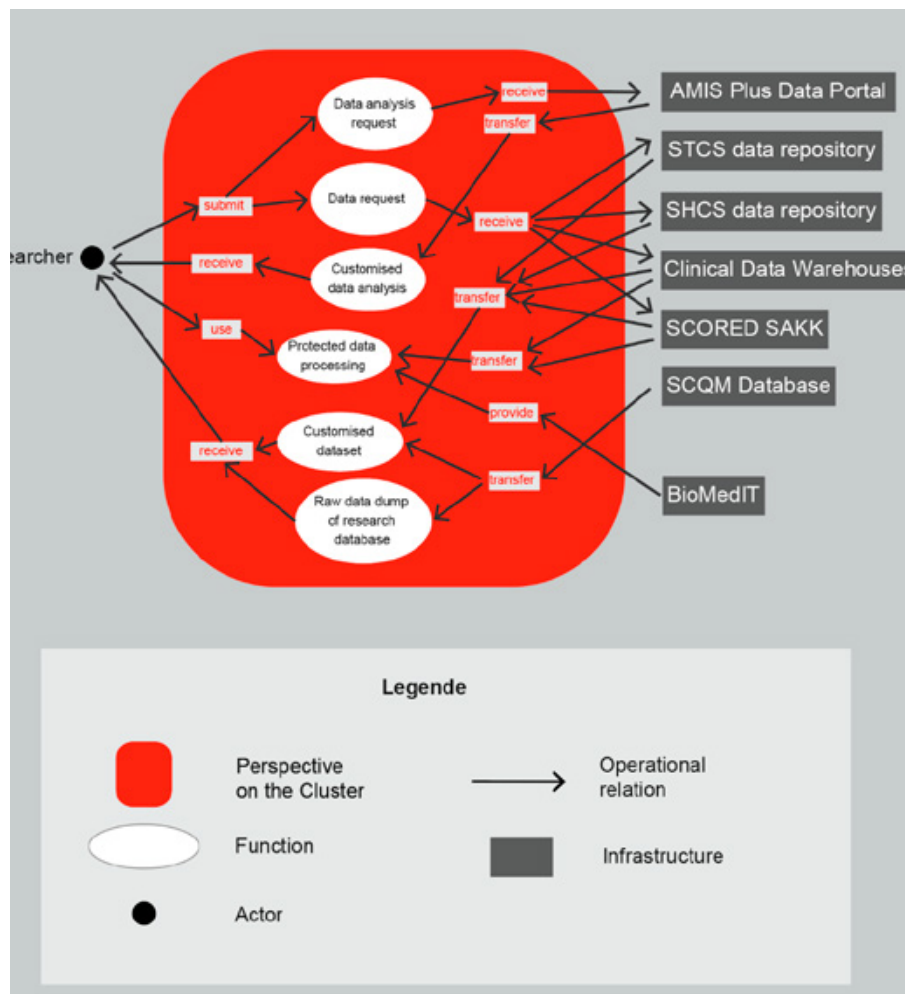 Data analysis
request
receive
AMIS Plus Data Portal
transfer
STCS data repository
submit
Data request
receive
SHCS data repository
earcher
receive
Customised
data analysis
Clinical Data Warehouses
transfer
use
SCORED SAKK
Protected data
processing
transfer
SCQM Database
provide
Customised
dataset
receive
transfer
BioMedIT
Raw data dump
of research
database
Legende
Perspective
on the Cluster
Operational
relation
Function
Infrastructure
Actor